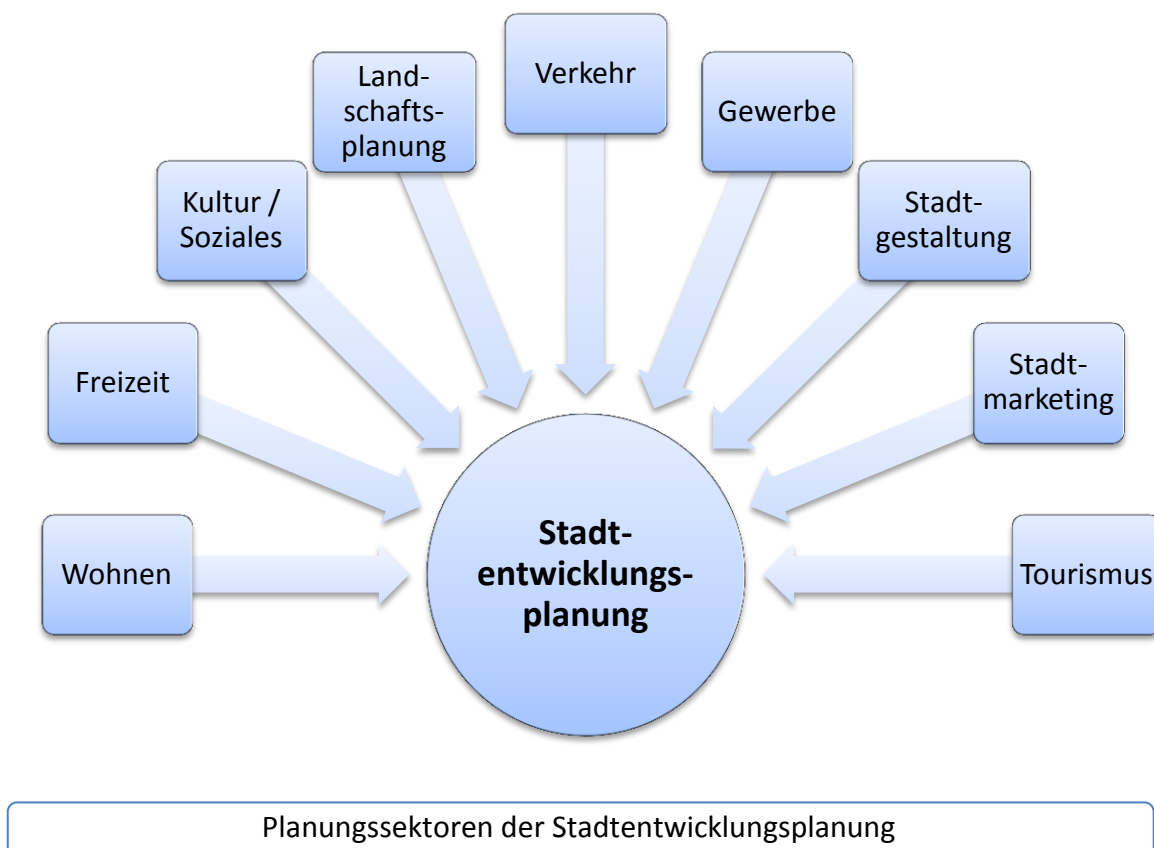 Wohnen
Freizeit
Kultur /
Soziales
Land-
schafts-
planung
Verkehr
Gewerbe
Stadt-
gestaltung
Stadt-
marketing
Tourismus
Stadt-
entwicklungs-
planung
Planungssektoren der Stadtentwicklungsplanung